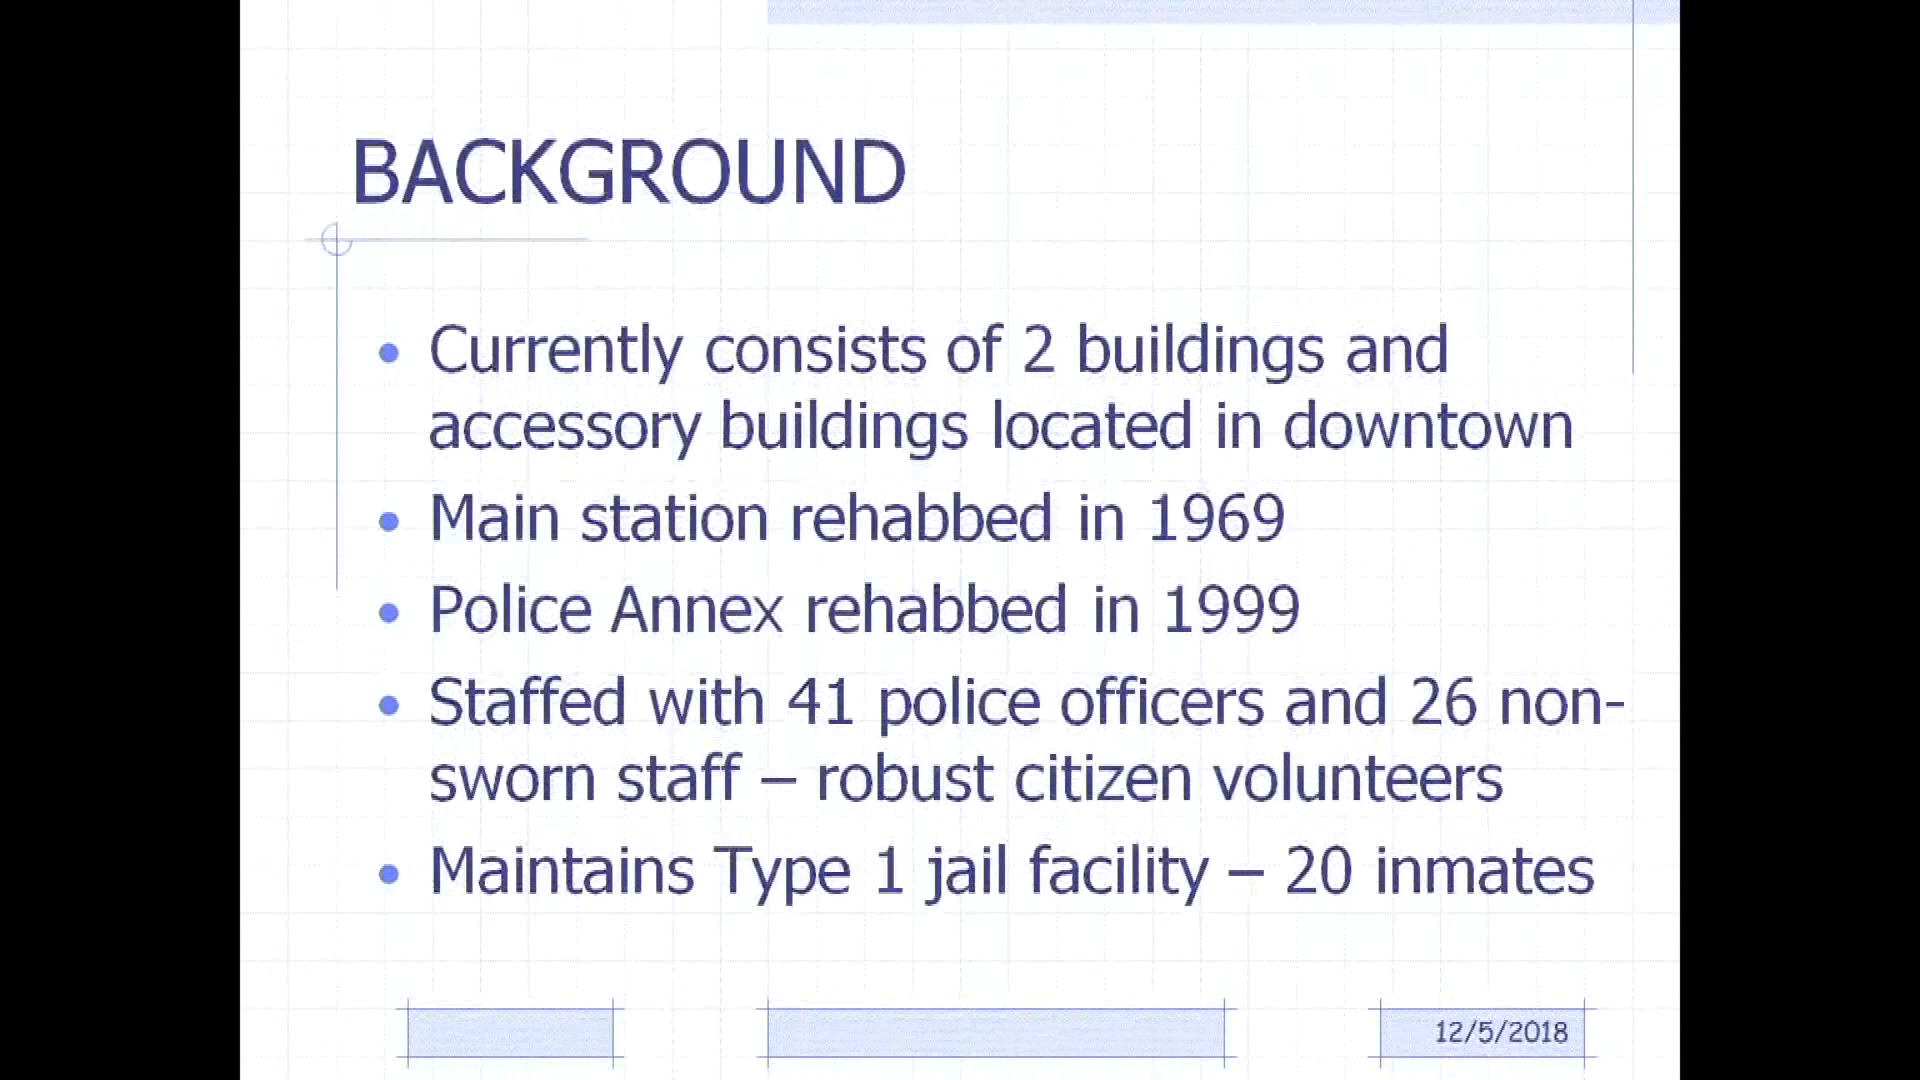 BACKGROUND
• Currently consists of 2 buildings and
accessory buildings located in downtown
• Main station rehabbed in 1969
• Police Annex rehabbed in 1999
• Staffed with 41 police officers and 26 non-
sworn staff – robust citizen volunteers
• Maintains Type 1 jail facility – 20 inmates
12/5/2018